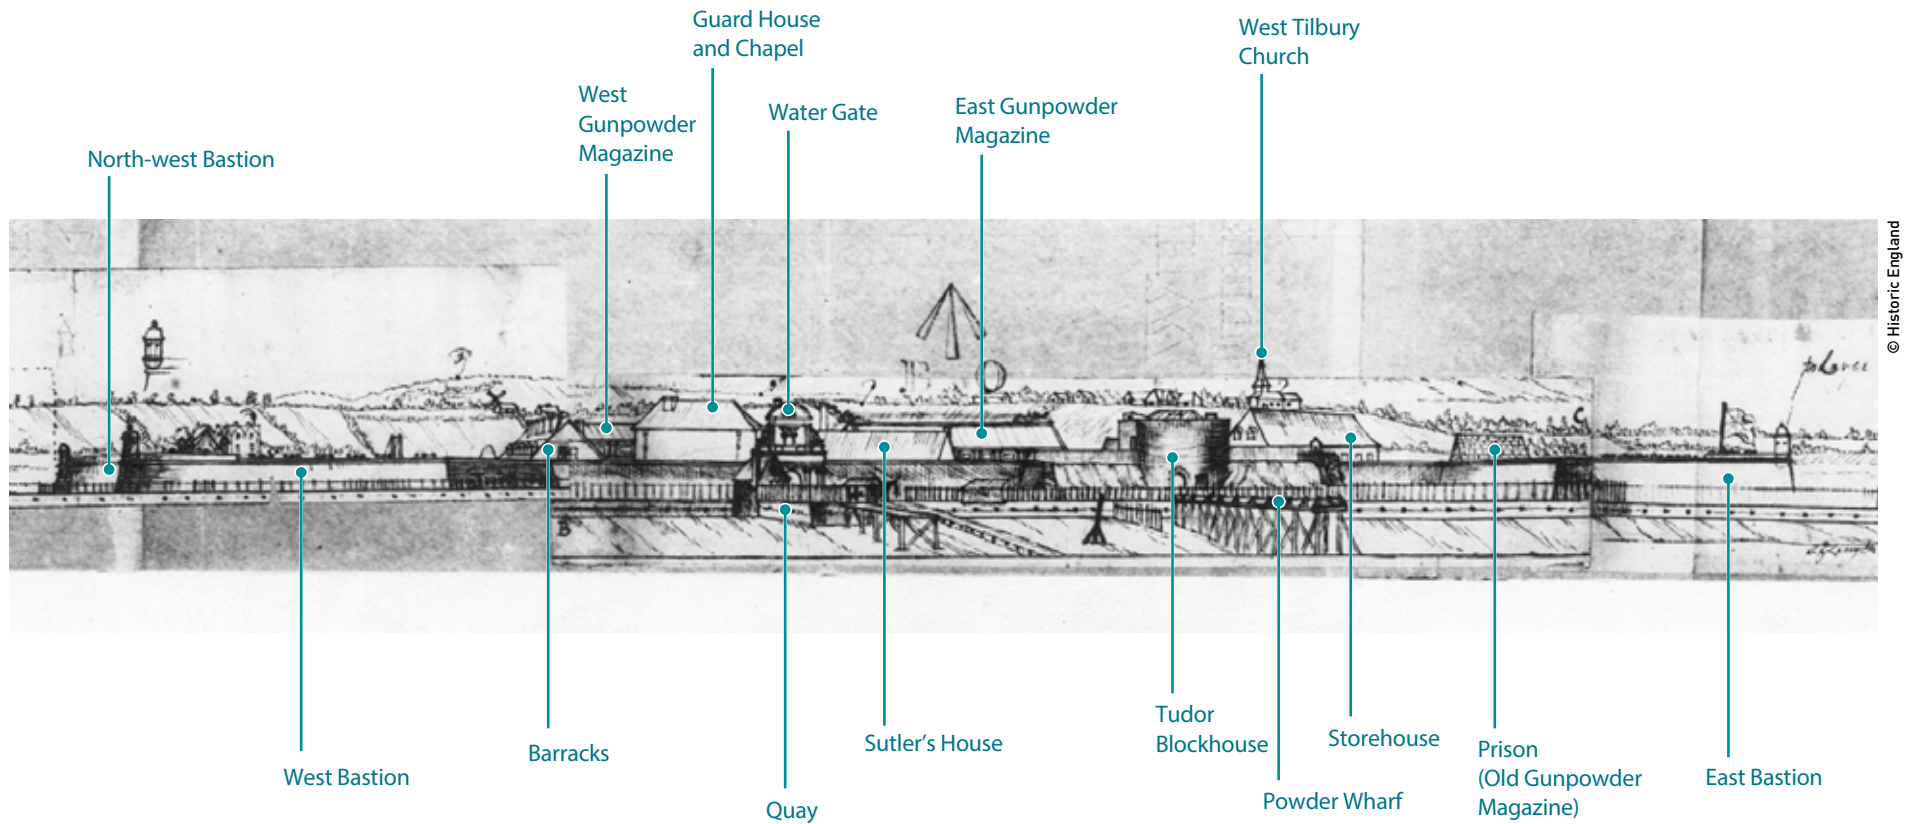 Guard House
and Chapel
West Tilbury
Church
West
Gunpowder
Magazine
Water Gate
East Gunpowder
Magazine
North-west Bastion
© Historic England
B O
C
B
West Bastion
Barracks
Quay
Sutler’s House
Tudor
Blockhouse
Powder Wharf
Storehouse
Prison
(Old Gunpowder
Magazine)
East Bastion